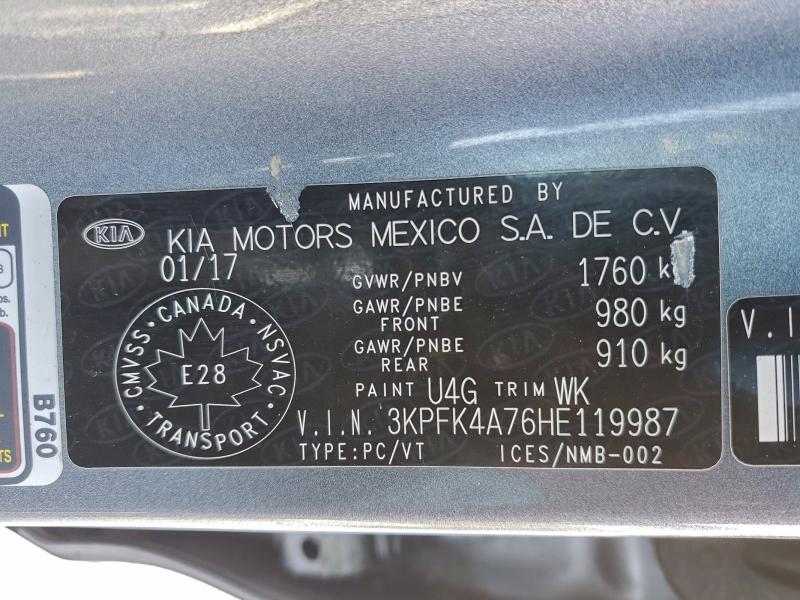 MANUFACTURED BY
KIA
KIA MOTORS MEXICO S.A. DE C.V.
01/17
GVWR/PNBV 1760 k
GAWR/PNBE FRONT 980 kg
GAWR/PNBE REAR 910 kg
PAINT U4G TRIM WK
V.I.N. 3KPFK4A76HE119987
TYPE:PC/VT ICES/NMB-002
CMVSS · CANADA · NSVAC · TRANSPORT ·
E28
B760
V.I